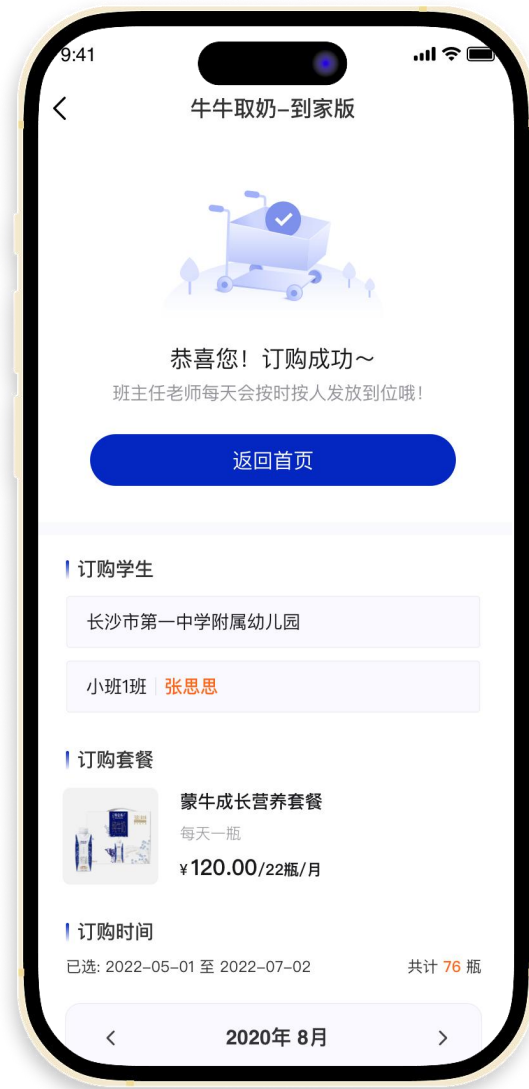 9:41
牛牛取奶-到家版
恭喜您！订购成功～
班主任老师每天会按时按人发放到位哦！
返回首页
订购学生
长沙市第一中学附属幼儿园
小班1班 张思思
订购套餐
蒙牛成长营养套餐
每天一瓶
¥120.00/22瓶/月
订购时间
已选: 2022-05-01 至 2022-07-02 共计 76 瓶
2020年 8月